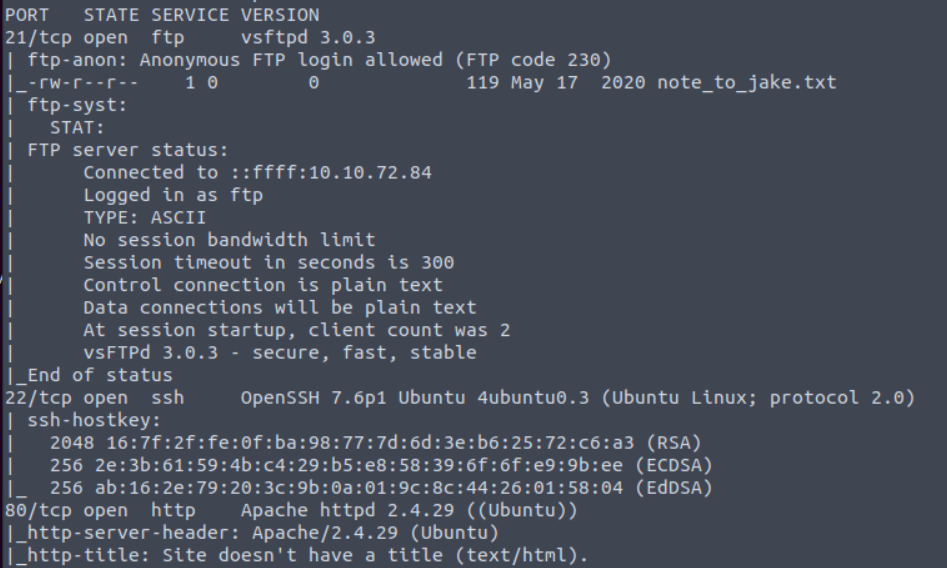 PORT   STATE SERVICE VERSION
21/tcp open  ftp     vsftpd 3.0.3
| ftp-anon: Anonymous FTP login allowed (FTP code 230)
|_-rw-r--r--    1 0        0             119 May 17  2020 note_to_jake.txt
| ftp-syst:
|   STAT:
| FTP server status:
|      Connected to ::ffff:10.10.72.84
|      Logged in as ftp
|      TYPE: ASCII
|      No session bandwidth limit
|      Session timeout in seconds is 300
|      Control connection is plain text
|      Data connections will be plain text
|      At session startup, client count was 2
|      vsFTPd 3.0.3 - secure, fast, stable
|_End of status
22/tcp open  ssh     OpenSSH 7.6p1 Ubuntu 4ubuntu0.3 (Ubuntu Linux; protocol 2.0)
| ssh-hostkey:
|   2048 16:7f:2f:fe:0f:ba:98:77:7d:6d:3e:b6:25:72:c6:a3 (RSA)
|   256 2e:3b:61:59:4b:c4:29:b5:e8:58:39:6f:6f:e9:9b:ee (ECDSA)
|_  256 ab:16:2e:79:20:3c:9b:0a:01:9c:8c:44:26:01:58:04 (EdDSA)
80/tcp open  http    Apache httpd 2.4.29 ((Ubuntu))
|_http-server-header: Apache/2.4.29 (Ubuntu)
|_http-title: Site doesn't have a title (text/html).